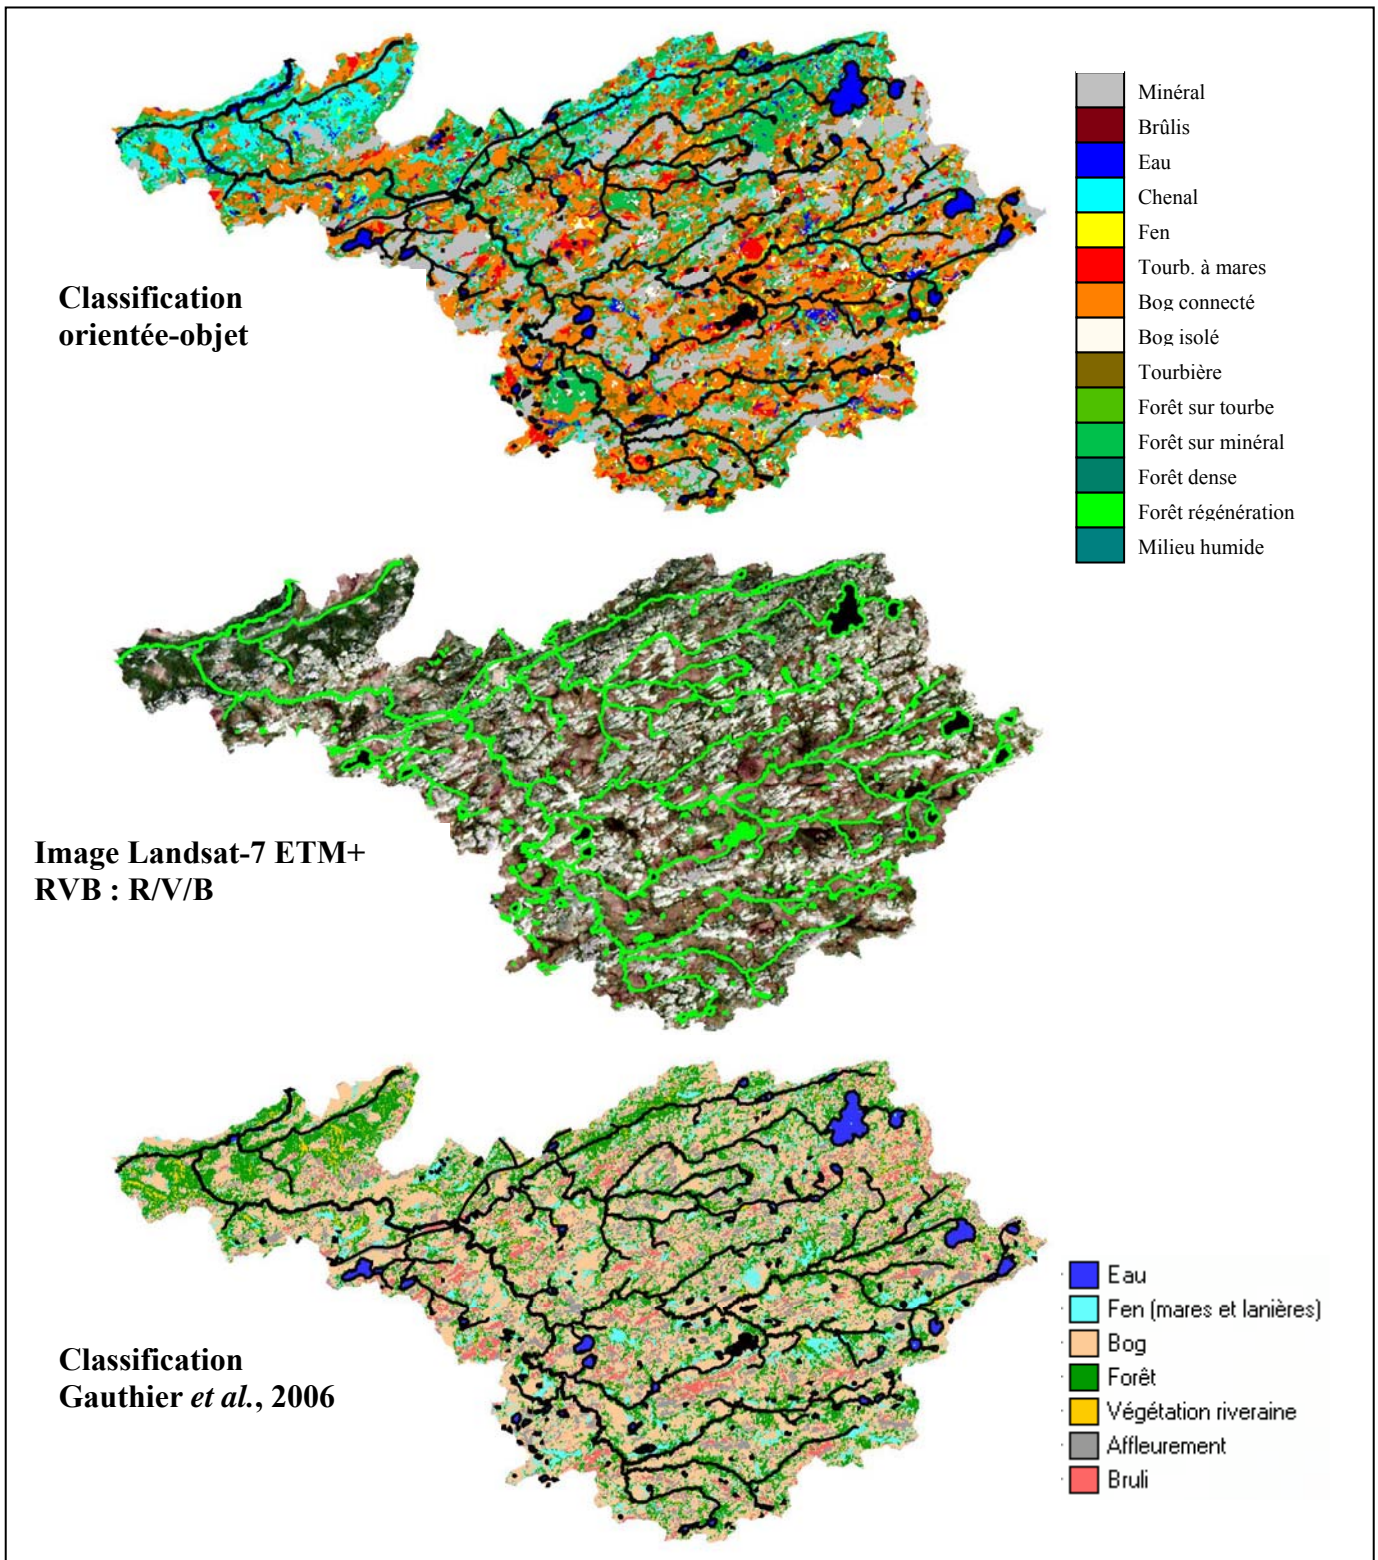 Minéral
Brûlis
Eau
Chenal
Fen
Tourb. à mares
Bog connecté
Bog isolé
Tourbière
Forêt sur tourbe
Forêt sur minéral
Forêt dense
Forêt régénération
Milieu humide
Classification
orientée-objet
Image Landsat-7 ETM+
RVB : R/V/B
Classification
Gauthier et al., 2006
Eau
Fen (mares et lanières)
Bog
Forêt
Végétation riveraine
Affleurement
Bruli